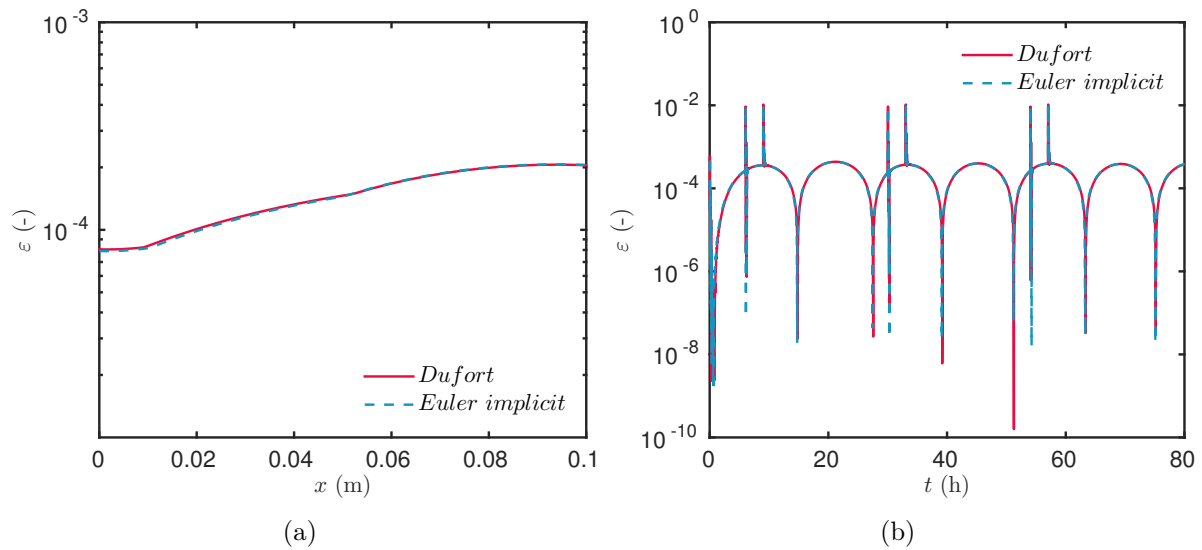 10^-3
10^-4
ε (-)
Dufort
Euler implicit
0 0.02 0.04 0.06 0.08 0.1
x (m)
(a)
10^0
10^-2
10^-4
10^-6
10^-8
10^-10
ε (-)
Dufort
Euler implicit
0 20 40 60 80
t (h)
(b)